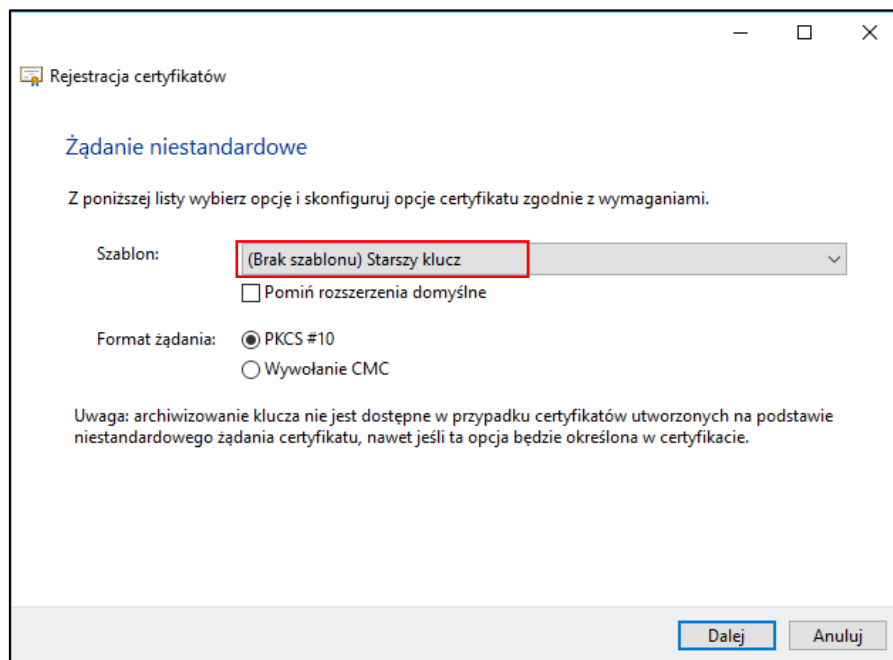 Rejestracja certyfikatów
Żądanie niestandardowe
Z poniższej listy wybierz opcję i skonfiguruj opcje certyfikatu zgodnie z wymaganiami.
Szablon:
(Brak szablonu) Starszy klucz
Pomiń rozszerzenia domyślne
Format żądania:
PKCS #10
Wywołanie CMC
Uwaga: archiwizowanie klucza nie jest dostępne w przypadku certyfikatów utworzonych na podstawie
niestandardowego żądania certyfikatu, nawet jeśli ta opcja będzie określona w certyfikacie.
Dalej
Anuluj